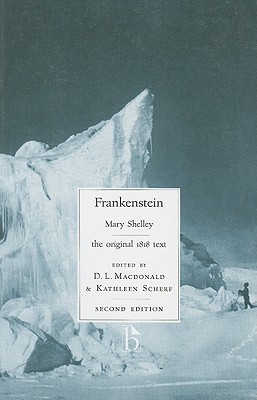 Frankenstein
Mary Shelley
the original 1818 text
EDITED BY
D. L. MACDONALD
& KATHLEEN SCHERF
SECOND EDITION
b